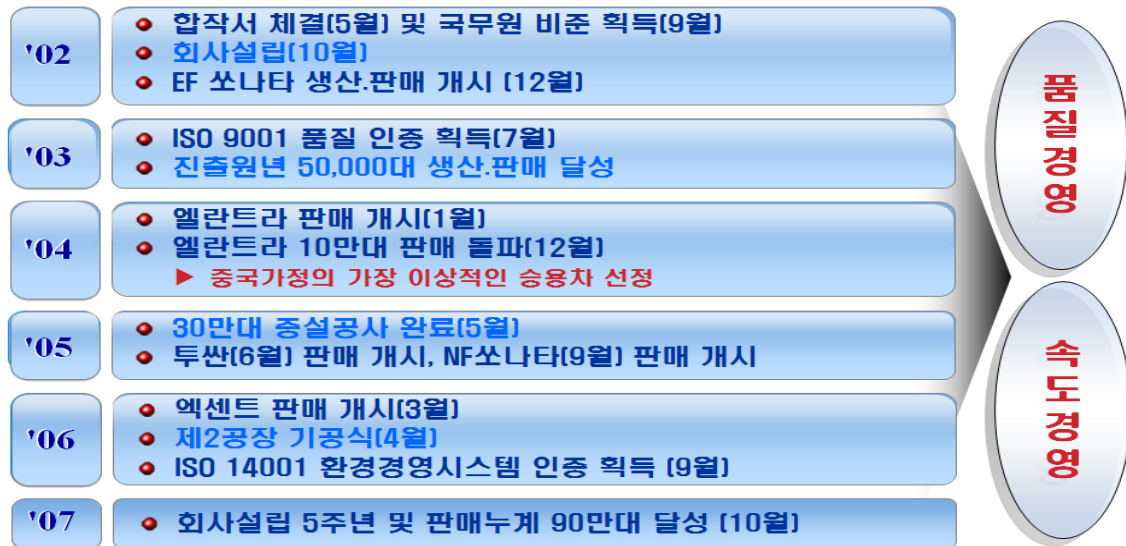 '02
합작서 체결(5월) 및 국무원 비준 획득(9월)
회사설립(10월)
EF 쏘나타 생산.판매 개시 (12월)
'03
ISO 9001 품질 인증 획득(7월)
진출원년 50,000대 생산.판매 달성
'04
엘란트라 판매 개시(1월)
엘란트라 10만대 판매 돌파(12월)
▶ 중국가정의 가장 이상적인 승용차 선정
'05
30만대 증설공사 완료(5월)
투싼(6월) 판매 개시, NF쏘나타(9월) 판매 개시
'06
엑센트 판매 개시(3월)
제2공장 기공식(4월)
ISO 14001 환경경영시스템 인증 획득 (9월)
'07
회사설립 5주년 및 판매누계 90만대 달성 (10월)
품질경영
속도경영